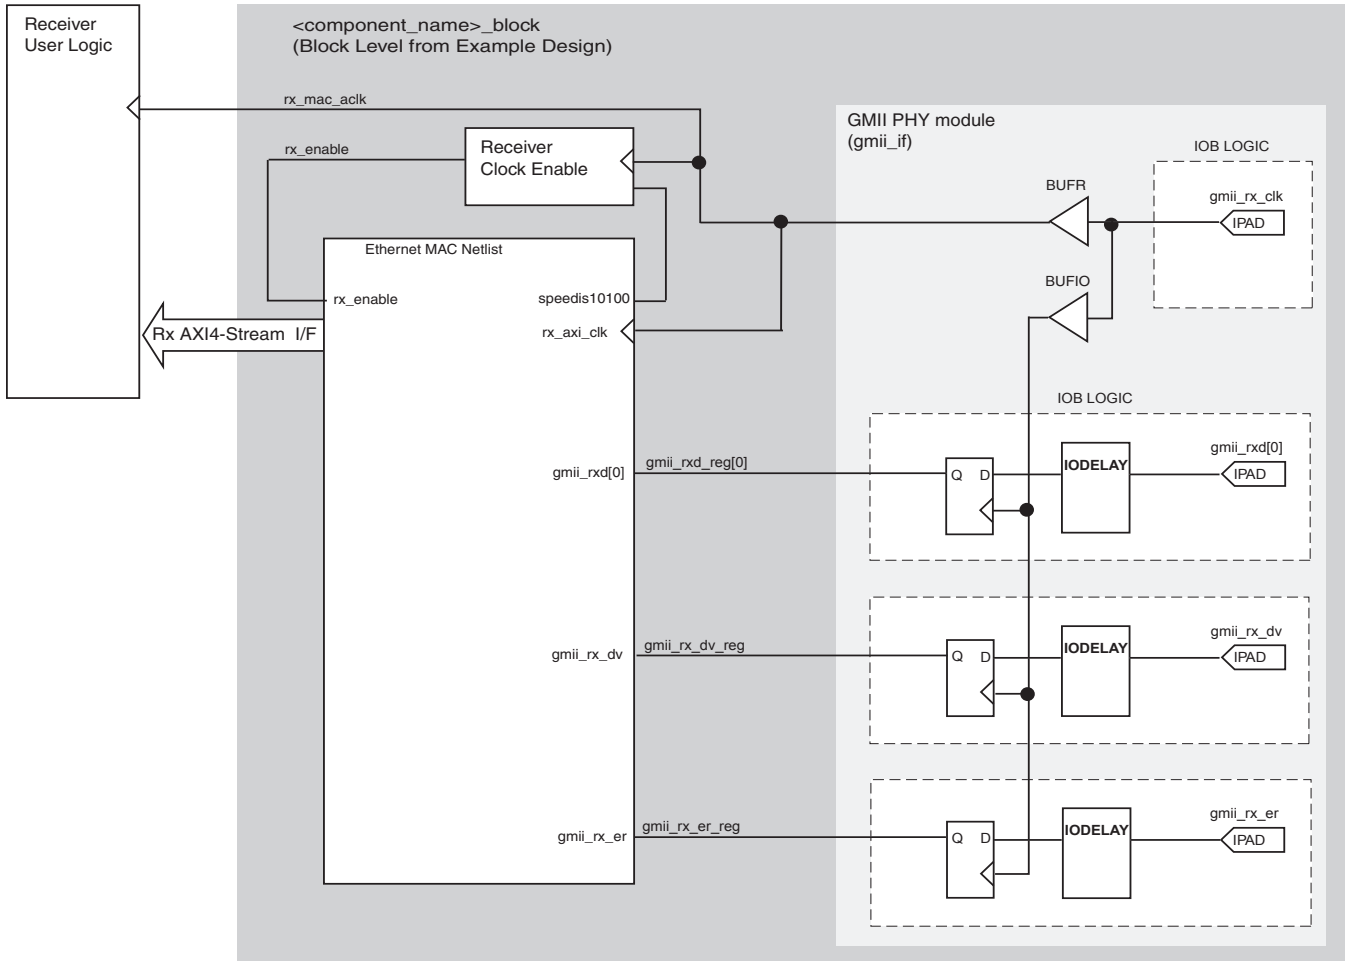 Receiver
User Logic
<component_name>_block
(Block Level from Example Design)
rx_mac_aclk
rx_enable
Receiver
Clock Enable
GMII PHY module
(gmii_if)
IOB LOGIC
gmii_rx_clk
IPAD
BUFR
BUFIO
Ethernet MAC Netlist
rx_enable
speedis10100
rx_axi_clk
Rx AXI4-Stream I/F
IOB LOGIC
gmii_rxd[0]
gmii_rxd_reg[0]
Q D
IODELAY
gmii_rxd[0]
IPAD
gmii_rx_dv
gmii_rx_dv_reg
Q D
IODELAY
gmii_rx_dv
IPAD
gmii_rx_er
gmii_rx_er_reg
Q D
IODELAY
gmii_rx_er
IPAD